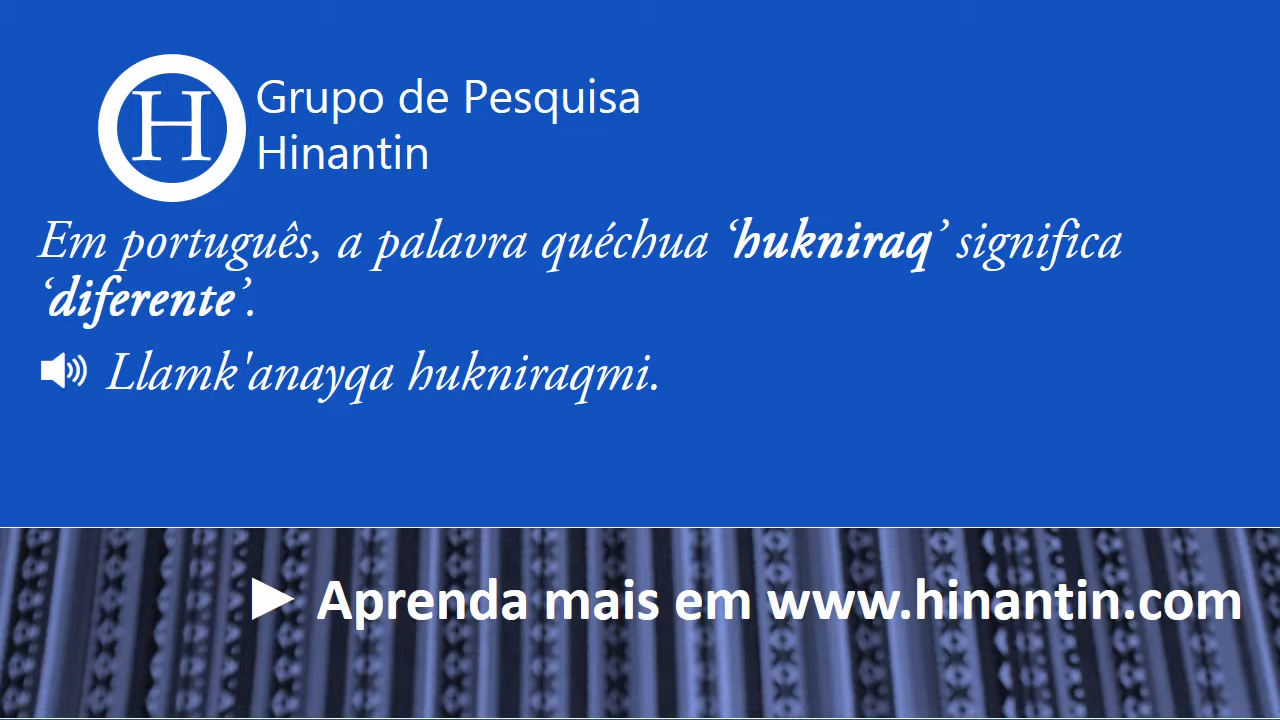 H
Grupo de Pesquisa
Hinantin
Em português, a palavra quéchua ‘hukniraq’ significa
‘diferente’.
Llamk'anayqa hukniraqmi.
Aprenda mais em www.hinantin.com